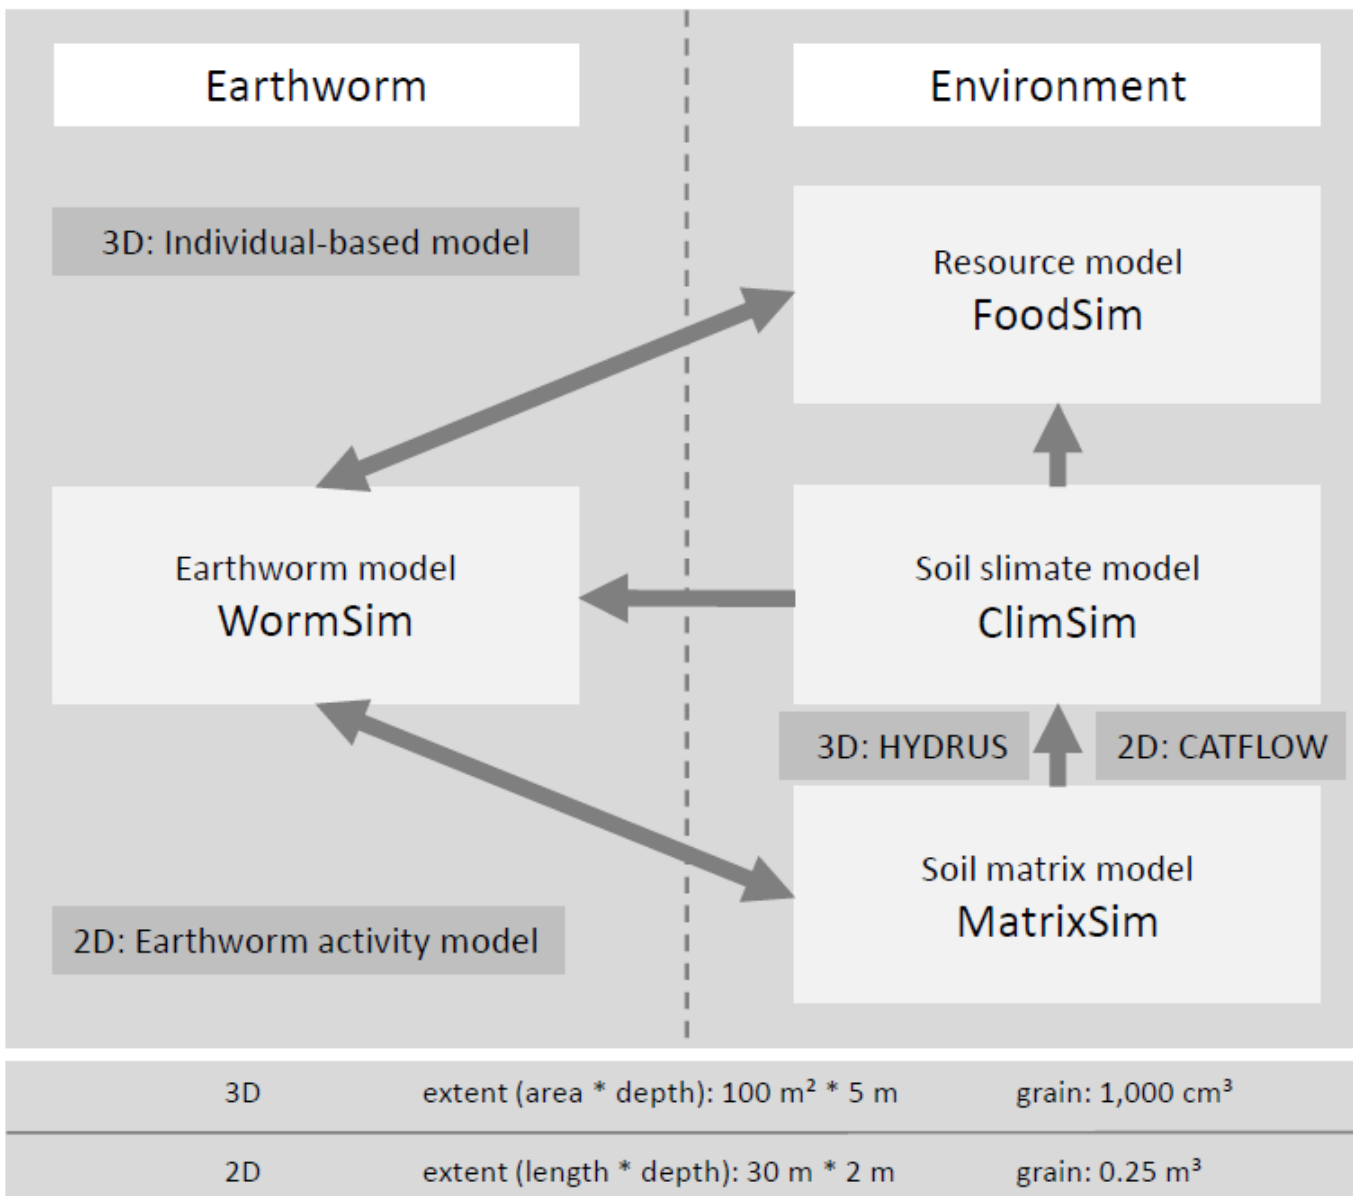 Earthworm
Environment
3D: Individual-based model
Resource model
FoodSim
Earthworm model
WormSim
Soil slimate model
ClimSim
3D: HYDRUS
2D: CATFLOW
Soil matrix model
MatrixSim
2D: Earthworm activity model
3D extent (area * depth): 100 m² * 5 m grain: 1,000 cm³
2D extent (length * depth): 30 m * 2 m grain: 0.25 m³